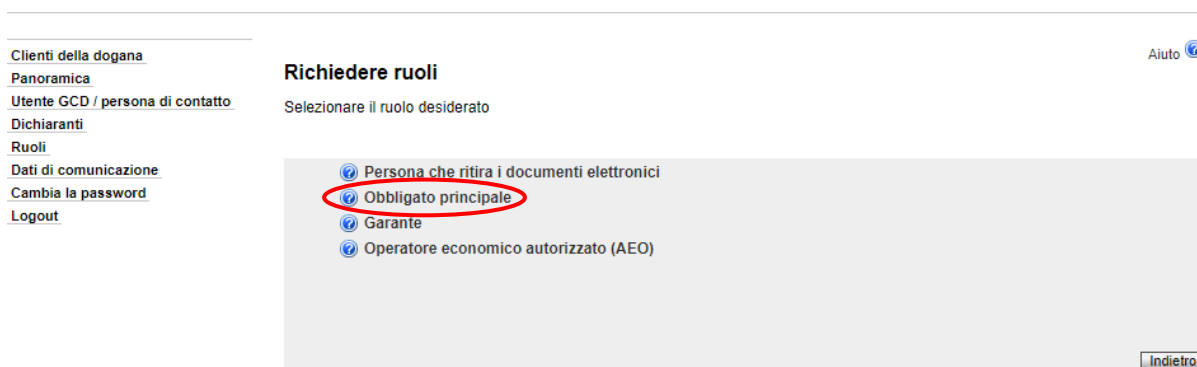 Clienti della dogana
Panoramica
Utente GCD / persona di contatto
Dichiaranti
Ruoli
Dati di comunicazione
Cambia la password
Logout
Aiuto
Richiedere ruoli
Selezionare il ruolo desiderato
Persona che ritira i documenti elettronici
Obbligato principale
Garante
Operatore economico autorizzato (AEO)
Indietro